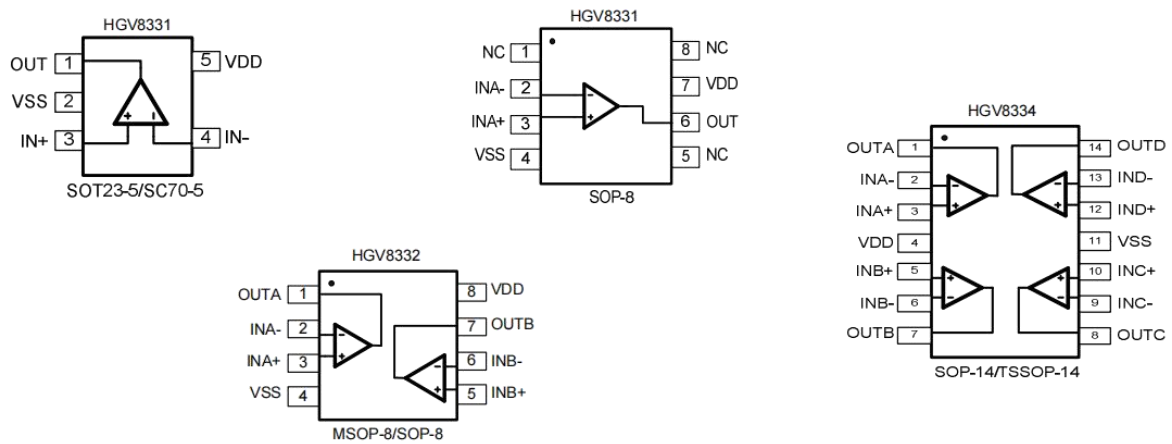 HGV8331
OUT 1 5 VDD
VSS 2
IN+ 3 4 IN-
+ -
SOT23-5/SC70-5
HGV8331
NC 1 8 NC
INA- 2 - 7 VDD
INA+ 3 + 6 OUT
VSS 4 5 NC
SOP-8
HGV8332
OUTA 1 8 VDD
INA- 2 - 7 OUTB
INA+ 3 + - 6 INB-
VSS 4 + 5 INB+
MSOP-8/SOP-8
HGV8334
OUTA 1 14 OUTD
INA- 2 - - 13 IND-
INA+ 3 + + 12 IND+
VDD 4 11 VSS
INB+ 5 + + 10 INC+
INB- 6 - - 9 INC-
OUTB 7 8 OUTC
SOP-14/TSSOP-14